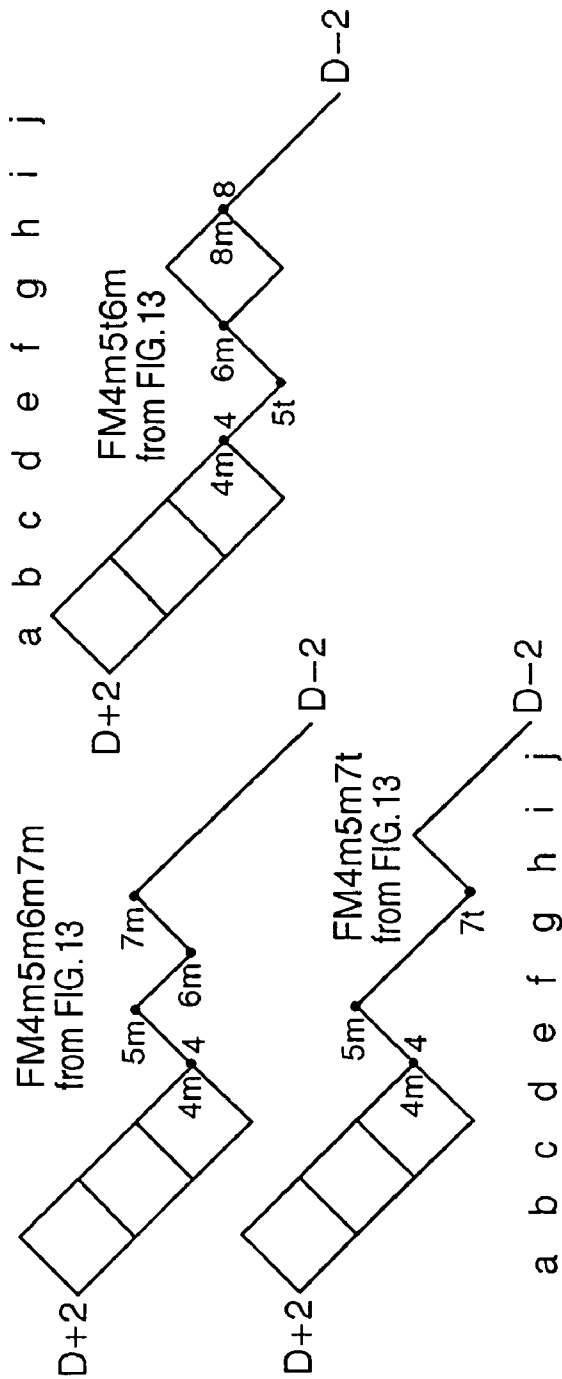 FM4m5m6m7m
from FIG.13
D+2
4m 4
5m
6m
7m
D−2
FM4m5m7t
from FIG.13
D+2
4m 4
5m
7t
D−2
a b c d e f g h i j
a b c d e f g h i j
FM4m5t6m
from FIG.13
D+2
4m 4
5t
6m
8m 8
D−2